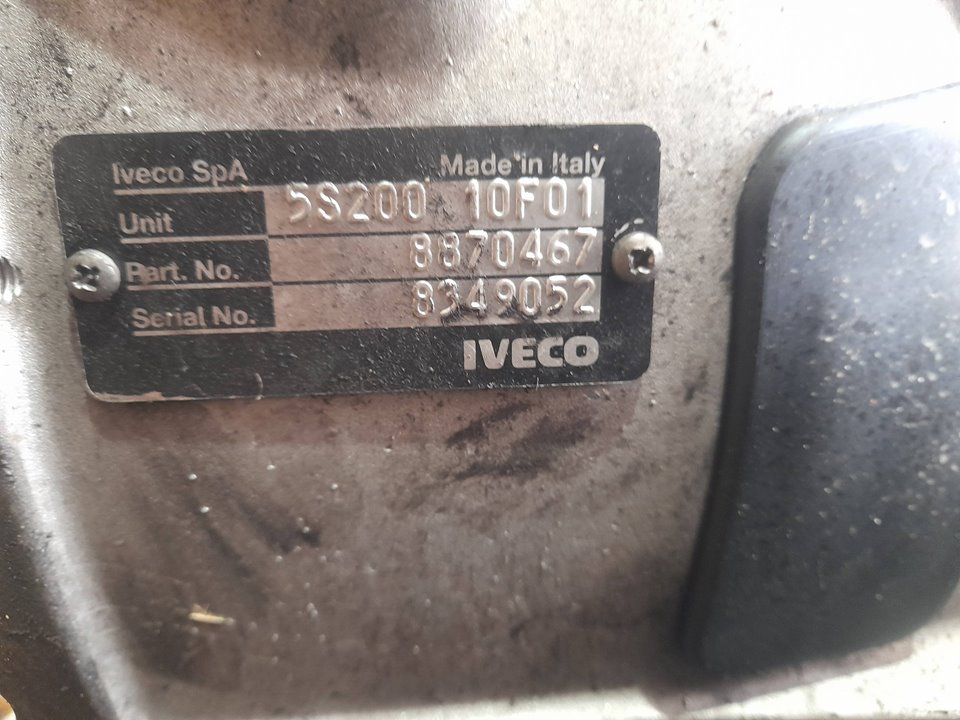 Iveco SpA Made in Italy
Unit 5S200 10F01
Part. No. 8870467
Serial No. 8349052
IVECO